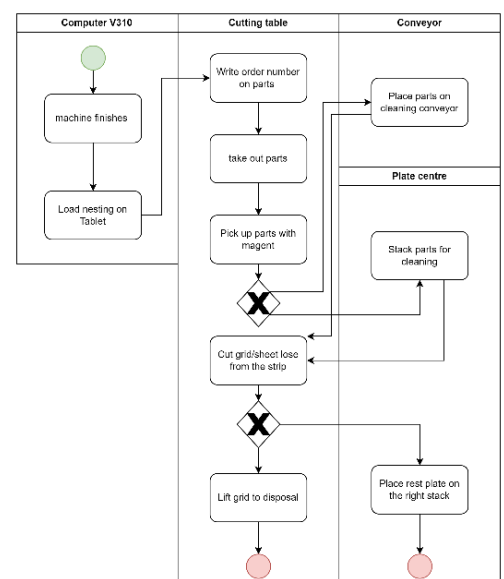 Computer V310
Cutting table
Conveyor
machine finishes
Load nesting on
Tablet
Write order number
on parts
take out parts
Pick up parts with
magent
Cut grid/sheet lose
from the strip
Lift grid to disposal
Place parts on
cleaning conveyor
Plate centre
Stack parts for
cleaning
Place rest plate on
the right stack